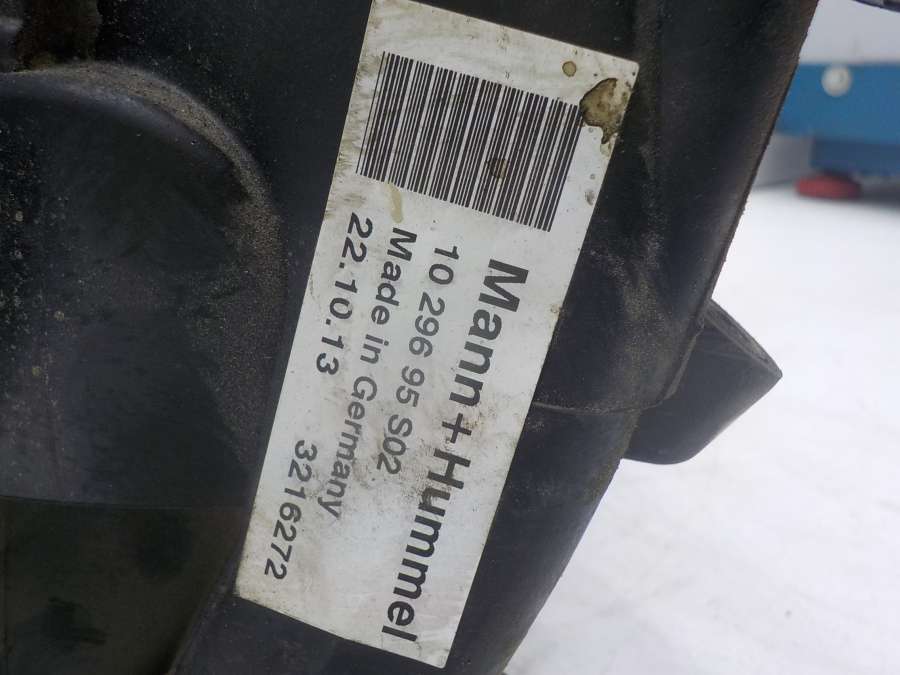 Mann+Hummel
10 296 95 S02
Made in Germany
22.10.13 3216272